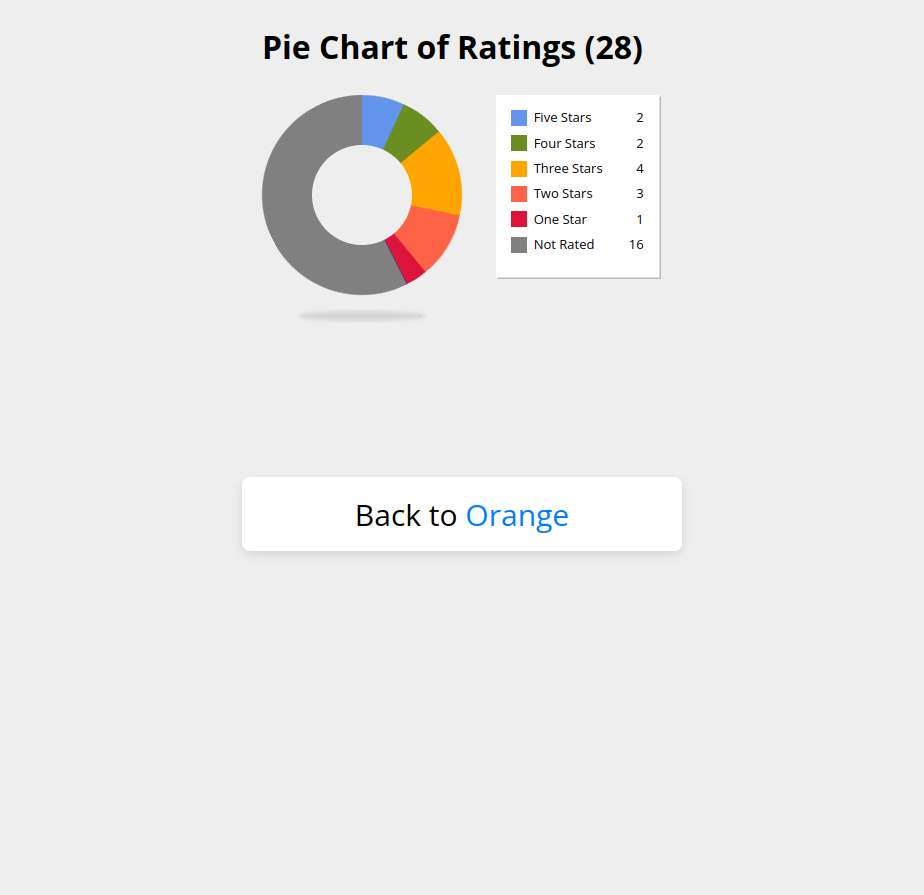 Pie Chart of Ratings (28)
Five Stars 2
Four Stars 2
Three Stars 4
Two Stars 3
One Star 1
Not Rated 16
Back to Orange